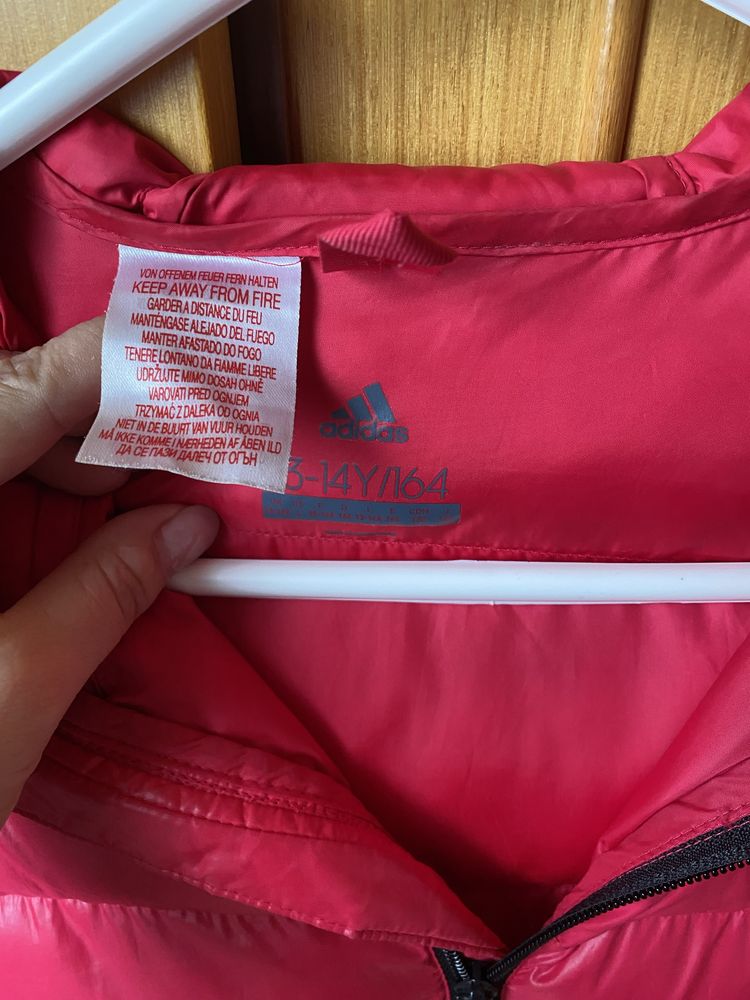 VON OFFENEM FEUER FERN HALTEN
KEEP AWAY FROM FIRE
GARDER A DISTANCE DU FEU
MANTÉNGASE ALEJADO DEL FUEGO
MANTER AFASTADO DO FOGO
TENERE LONTANO DA FIAMME LIBERE
UDRŽUJTE MIMO DOSAH OHNĚ
VAROVATI PRED OGNJEM
TRZYMAĆ Z DALEKA OD OGNIA
NIET IN DE BUURT VAN VUUR HOUDEN
MÅ IKKE KOMME I NÆRHEDEN AF ÅBEN ILD
ДА СЕ ПАЗИ ДАЛЕЧ ОТ ОГЪН
adidas
3-14Y/164